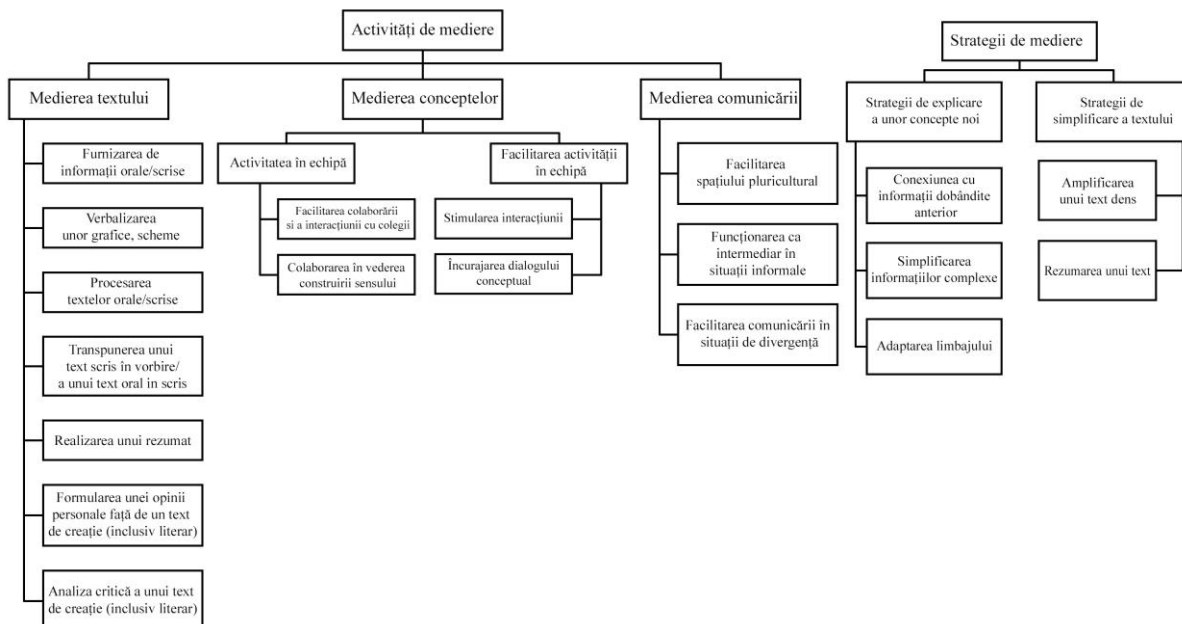 Activități de mediere
Medierea textului
Furnizarea de
informații orale/scrise
Verbalizarea
unor grafice, scheme
Procesarea
textelor orale/scrise
Transpunerea unui
text scris în vorbire/
a unui text oral in scris
Realizarea unui rezumat
Formularea unei opinii
personale față de un text
de creație (inclusiv literar)
Analiza critică a unui text
de creație (inclusiv literar)
Medierea conceptelor
Activitatea în echipă
Facilitarea colaborării
si a interacțiunii cu colegii
Colaborarea în vederea
construirii sensului
Facilitarea activității
în echipă
Stimularea interacțiunii
Încurajarea dialogului
conceptual
Medierea comunicării
Facilitarea
spațiului pluricultural
Funcționarea ca
intermediar în
situații informale
Facilitarea comunicării în
situații de divergență
Strategii de mediere
Strategii de explicare
a unor concepte noi
Conexiunea cu
informații dobândite
anterior
Simplificarea
informațiilor complexe
Adaptarea limbajului
Strategii de
simplificare a textului
Amplificarea
unui text dens
Rezumarea unui text